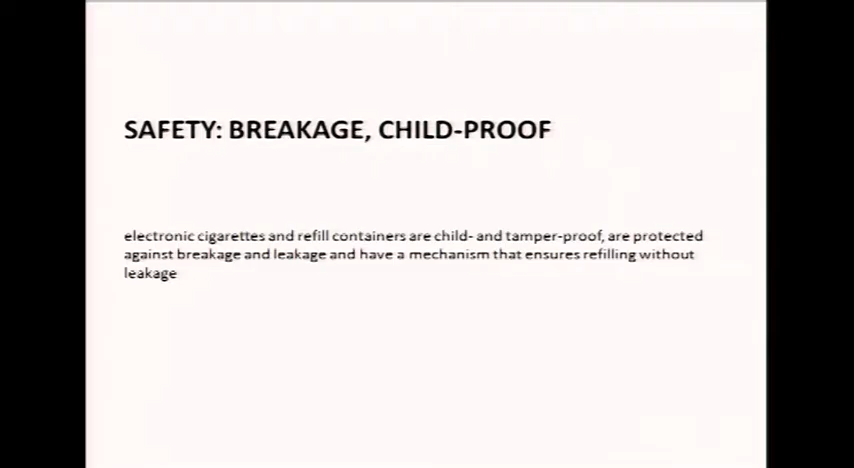 SAFETY: BREAKAGE, CHILD-PROOF
electronic cigarettes and refill containers are child- and tamper-proof, are protected
against breakage and leakage and have a mechanism that ensures refilling without
leakage